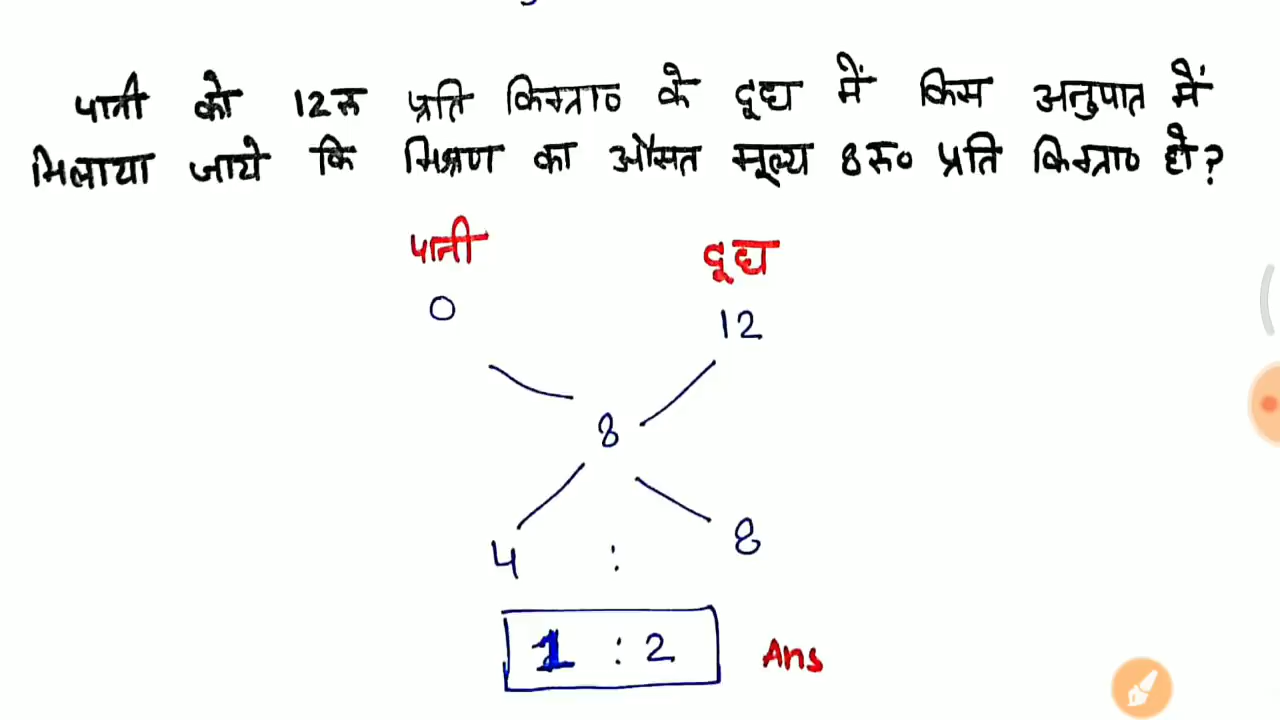 पानी को 12रू प्रति किग्रा० के दूध में किस अनुपात में
मिलाया जाये कि मिश्रण का औसत मूल्य 8रू० प्रति किग्रा० हो?
पानी दूध
0 12
8
4 : 8
1 : 2 Ans